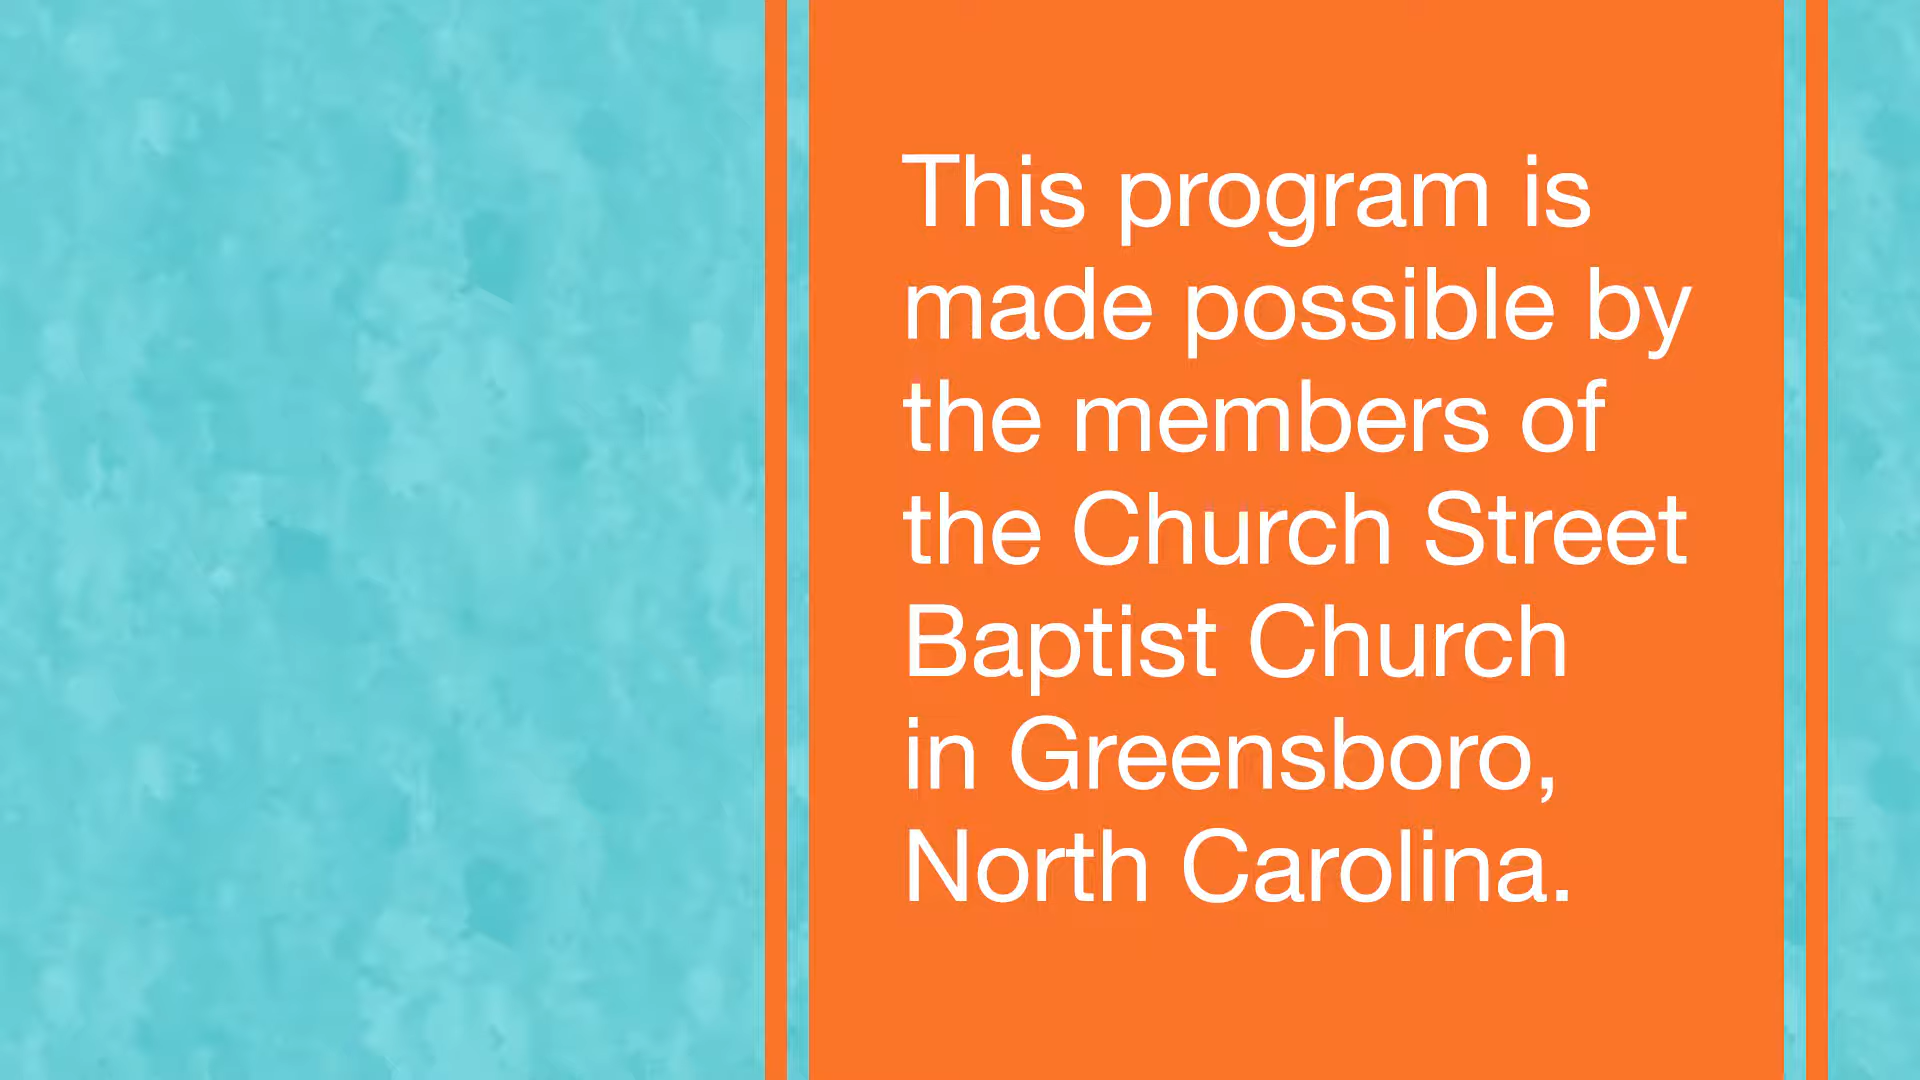 This program is
made possible by
the members of
the Church Street
Baptist Church
in Greensboro,
North Carolina.